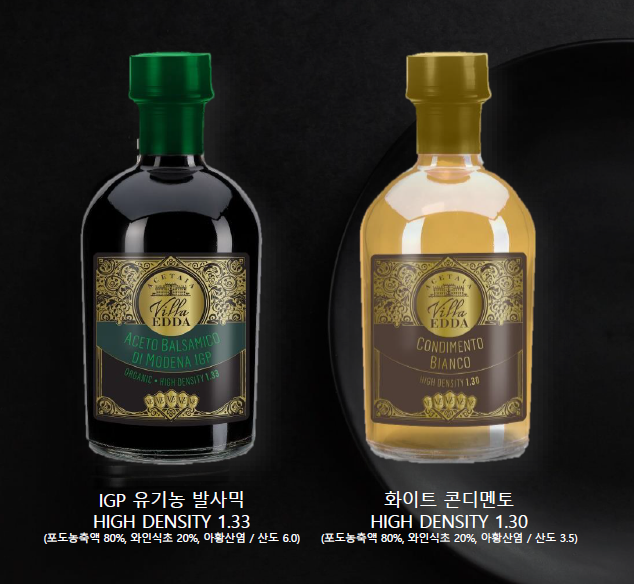 ACETAIA
Villa
EDDA
ACETO BALSAMICO
DI MODENA IGP
ORGANIC • HIGH DENSITY 1.33
ACETAIA
Villa
EDDA
CONDIMENTO
BIANCO
HIGH DENSITY 1.30
IGP 유기농 발사믹
HIGH DENSITY 1.33
(포도농축액 80%, 와인식초 20%, 아황산염 / 산도 6.0)
화이트 콘디멘토
HIGH DENSITY 1.30
(포도농축액 80%, 와인식초 20%, 아황산염 / 산도 3.5)